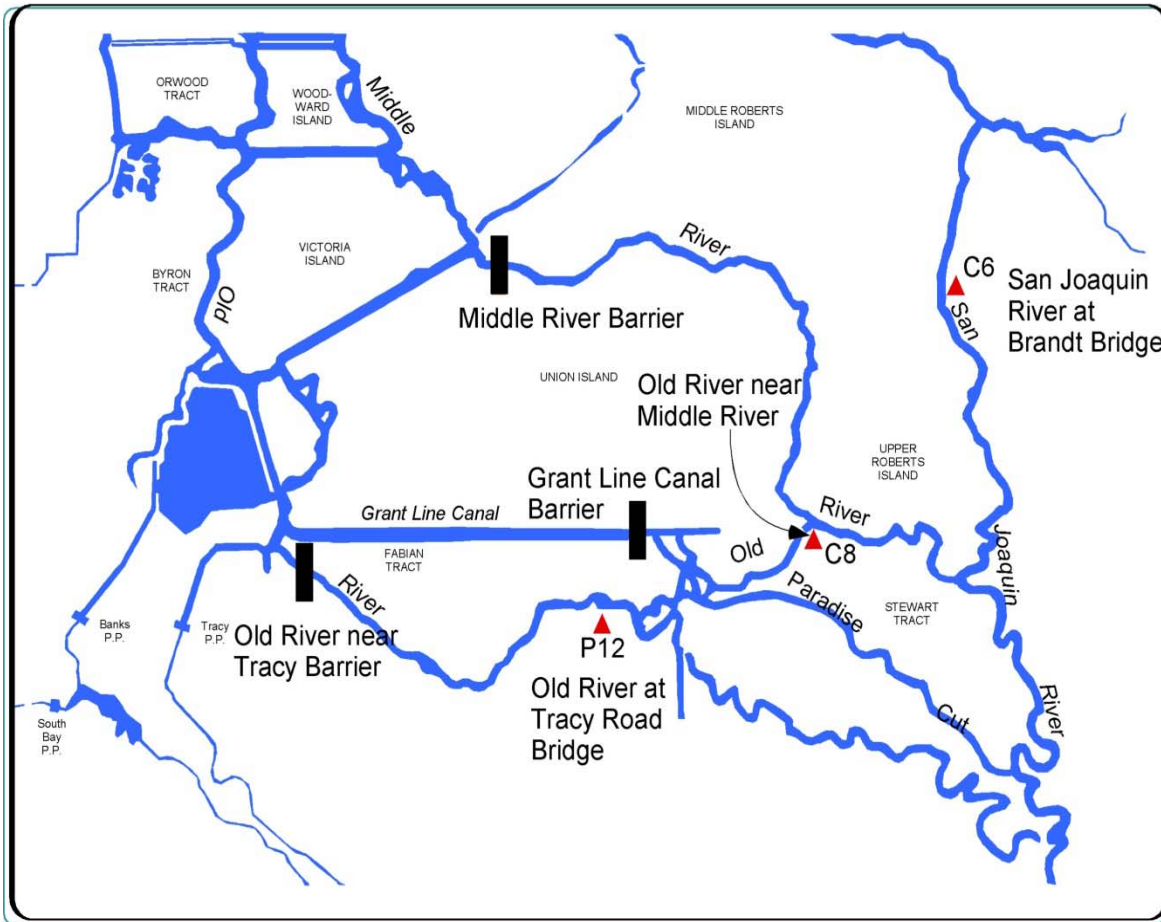 ORWOOD
TRACT
WOOD-
WARD
ISLAND
Middle
MIDDLE ROBERTS
ISLAND
River
VICTORIA
ISLAND
BYRON
TRACT
Old
C6
San Joaquin
River at
Brandt Bridge
San
Middle River Barrier
UNION ISLAND
Old River near
Middle River
UPPER
ROBERTS
ISLAND
Grant Line Canal
Barrier
Grant Line Canal
River
Joaquin
Old
C8
FABIAN
TRACT
River
Paradise
STEWART
TRACT
Banks
P.P.
Tracy
P.P.
Old River near
Tracy Barrier
P12
Old River at
Tracy Road
Bridge
River
Cut
South
Bay
P.P.